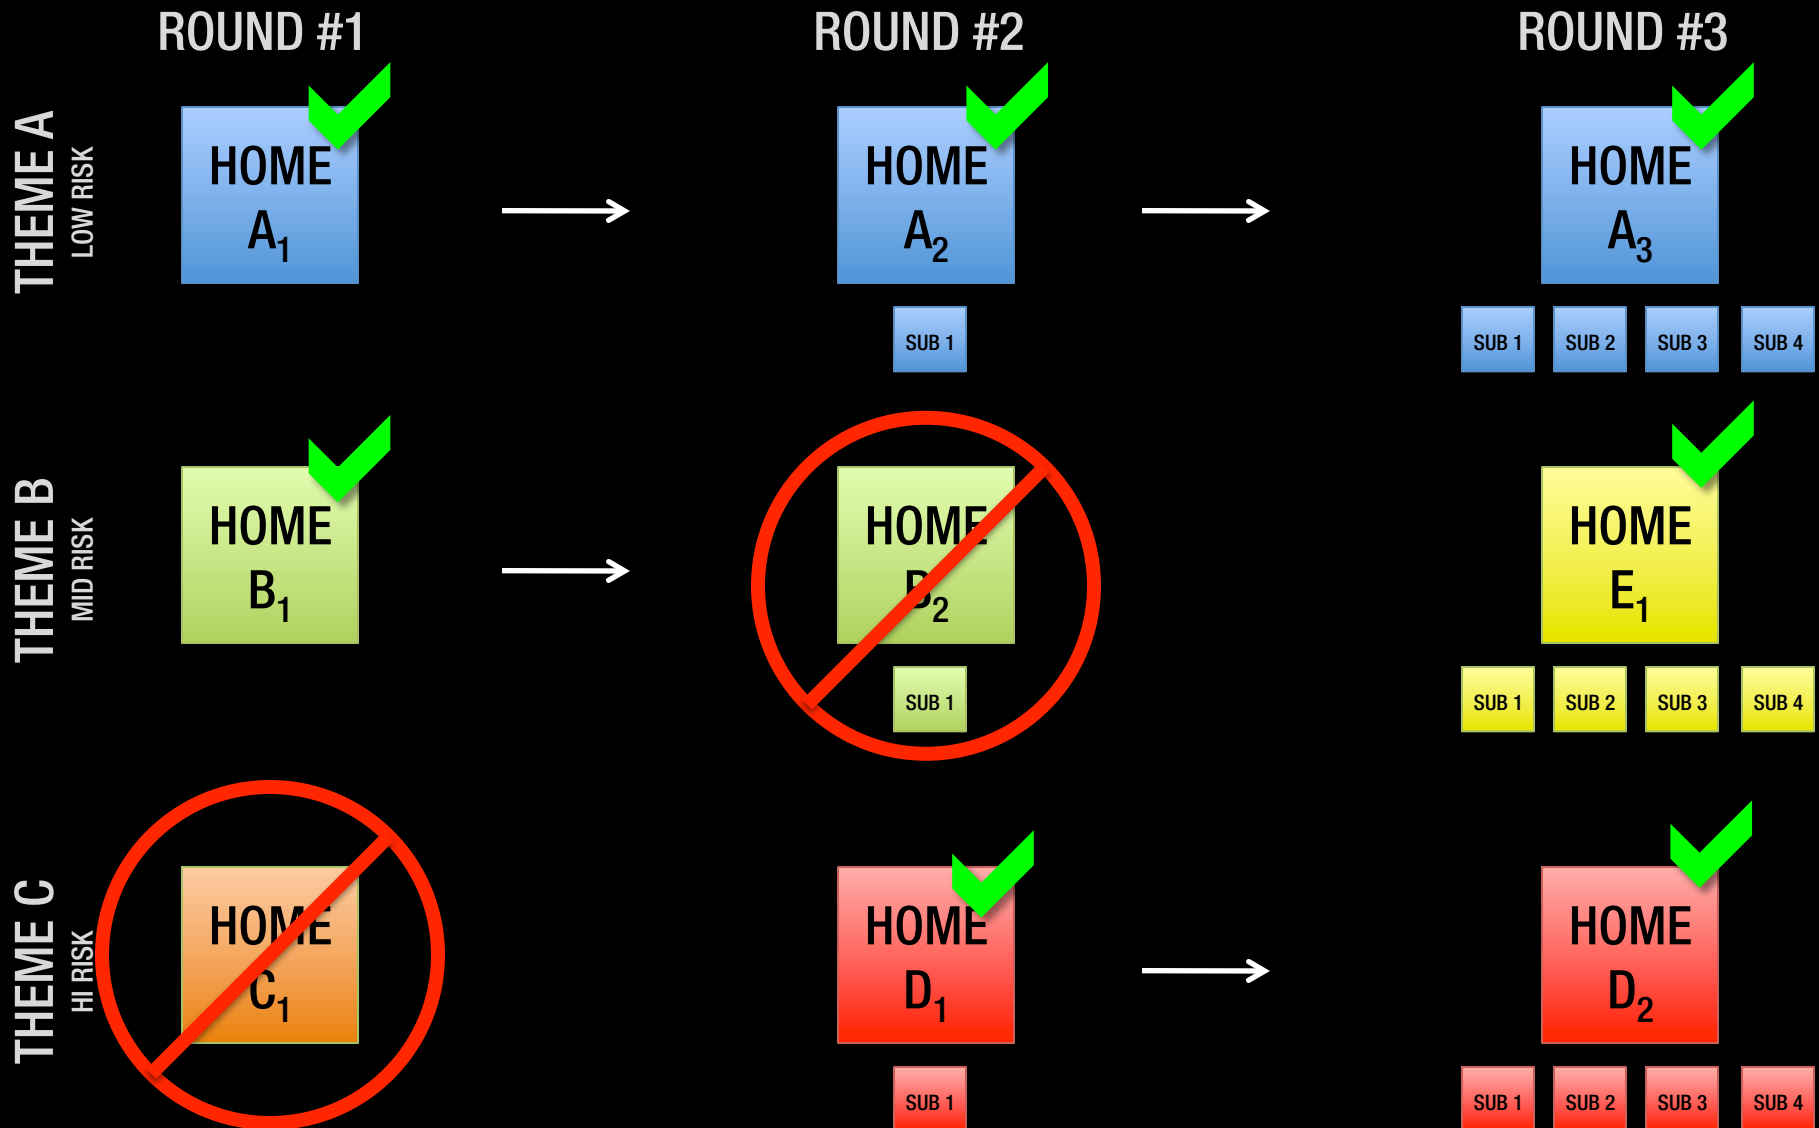 ROUND #1
ROUND #2
ROUND #3
THEME A
LOW RISK
HOME
A₁
HOME
A₂
HOME
A₃
SUB 1
SUB 1
SUB 2
SUB 3
SUB 4
THEME B
MID RISK
HOME
B₁
HOME
B₂
HOME
E₁
SUB 1
SUB 1
SUB 2
SUB 3
SUB 4
THEME C
HI RISK
HOME
C₁
HOME
D₁
HOME
D₂
SUB 1
SUB 1
SUB 2
SUB 3
SUB 4